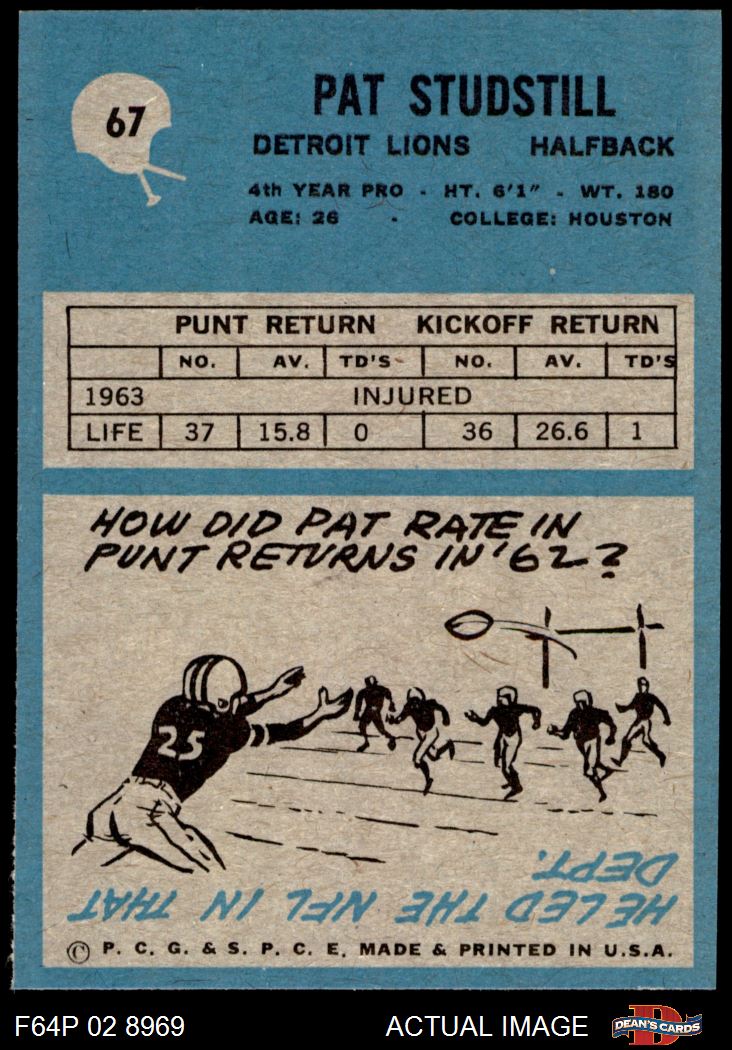 67
PAT STUDSTILL
DETROIT LIONS HALFBACK
4th YEAR PRO - HT. 6'1" - WT. 180
AGE: 26 - COLLEGE: HOUSTON
PUNT RETURN KICKOFF RETURN
NO. AV. TD'S NO. AV. TD'S
1963 INJURED
LIFE 37 15.8 0 36 26.6 1
HOW DID PAT RATE IN
PUNT RETURNS IN '62?
25
HE LED THE NFL IN THAT
DEPT.
© P. C. G. & S. P. C. E. MADE & PRINTED IN U.S.A.
F64P 02 8969 ACTUAL IMAGE
D
DEAN'S CARDS